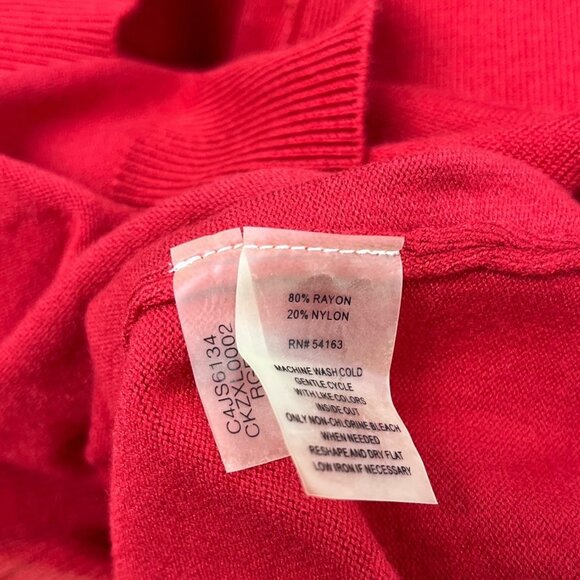 80% RAYON
20% NYLON
RN# 54163
MACHINE WASH COLD
GENTLE CYCLE
WITH LIKE COLORS
INSIDE OUT
ONLY NON-CHLORINE BLEACH
WHEN NEEDED
RESHAPE AND DRY FLAT
LOW IRON IF NECESSARY
C4JS6134
CKZXL0002